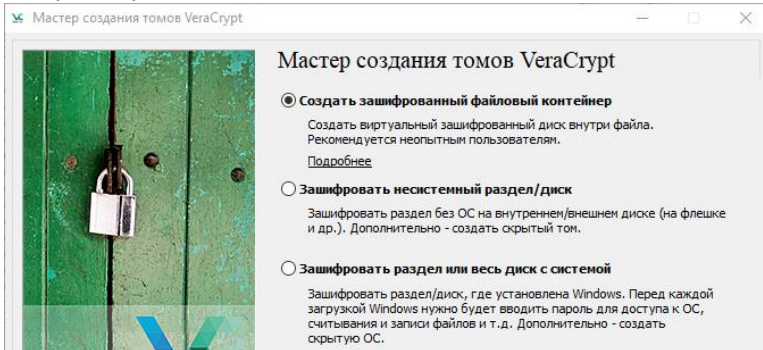 Мастер создания томов VeraCrypt
Мастер создания томов VeraCrypt
Создать зашифрованный файловый контейнер
Создать виртуальный зашифрованный диск внутри файла.
Рекомендуется неопытным пользователям.
Подробнее
Зашифровать несистемный раздел/диск
Зашифровать раздел без ОС на внутреннем/внешнем диске (на флешке
и др.). Дополнительно - создать скрытый том.
Зашифровать раздел или весь диск с системой
Зашифровать раздел/диск, где установлена Windows. Перед каждой
загрузкой Windows нужно будет вводить пароль для доступа к ОС,
считывания и записи файлов и т.д. Дополнительно - создать
скрытую ОС.